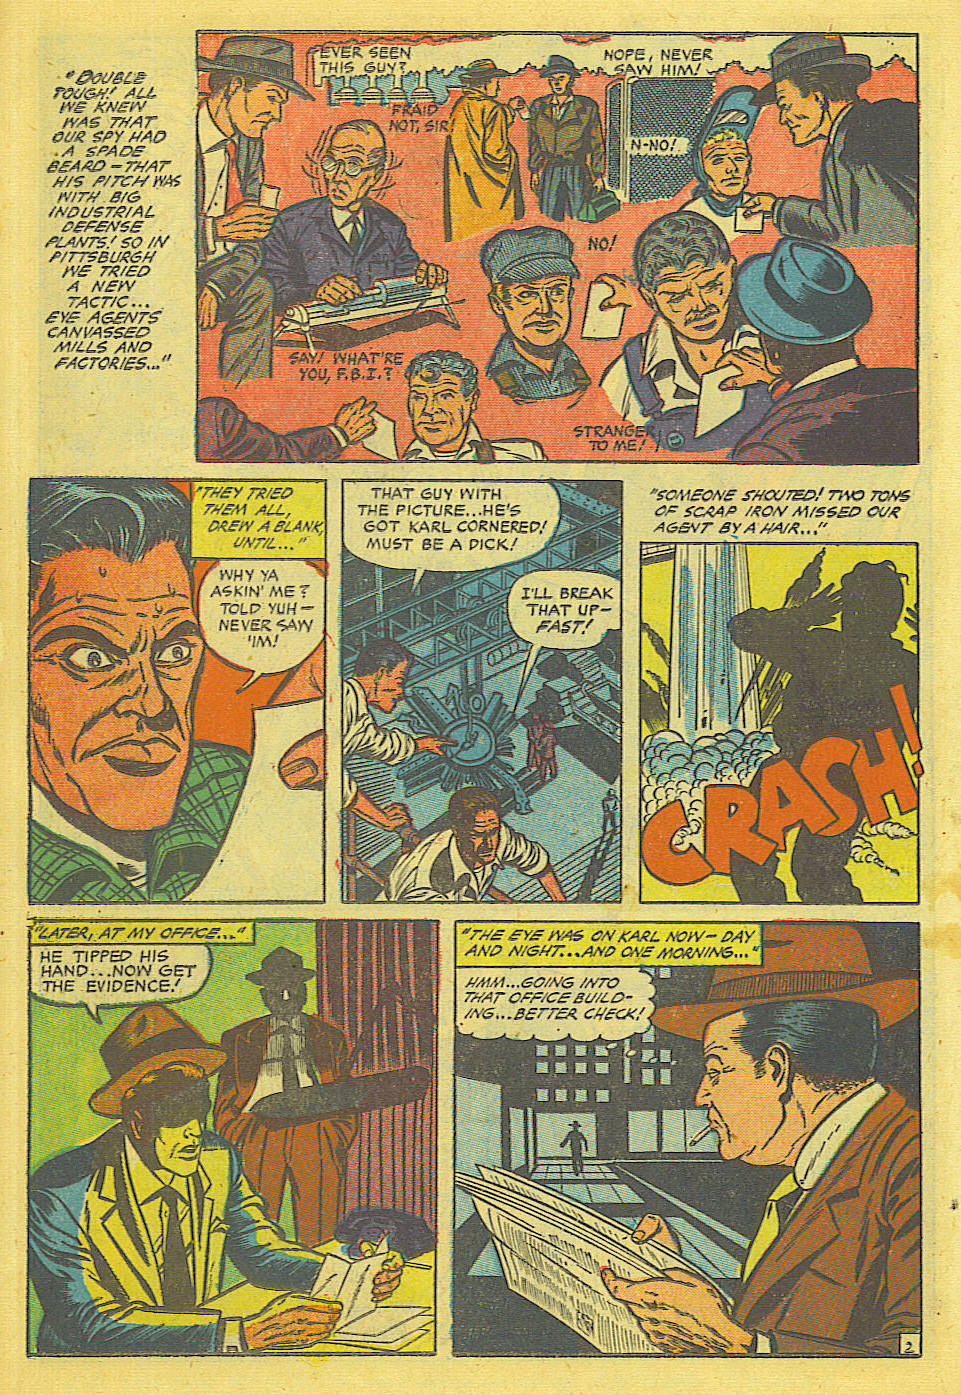 "DOUBLE
TOUGH! ALL
WE KNEW
WAS THAT
OUR SPY HAD
A SPADE
BEARD – THAT
HIS PITCH WAS
WITH BIG
INDUSTRIAL
DEFENSE
PLANTS! SO IN
PITTSBURGH
WE TRIED
A NEW
TACTIC...
EYE AGENTS
CANVASSED
MILLS AND
FACTORIES..."
EVER SEEN
THIS GUY?
NOPE, NEVER
SAW HIM!
FRAID
NOT, SIR!
N-NO!
NO!
SAY! WHAT'RE
YOU, F.B.I.?
STRANGER
TO ME!
"THEY TRIED
THEM ALL,
DREW A BLANK,
UNTIL..."
WHY YA
ASKIN' ME?
TOLD YUH –
NEVER SAW
'IM!
THAT GUY WITH
THE PICTURE...HE'S
GOT KARL CORNERED!
MUST BE A DICK!
I'LL BREAK
THAT UP–
FAST!
"SOMEONE SHOUTED! TWO TONS
OF SCRAP IRON MISSED OUR
AGENT BY A HAIR..."
CRASH!
"LATER, AT MY OFFICE..."
HE TIPPED HIS
HAND...NOW GET
THE EVIDENCE!
"THE EYE WAS ON KARL NOW – DAY
AND NIGHT...AND ONE MORNING..."
HMM...GOING INTO
THAT OFFICE BUILD-
ING...BETTER CHECK!
2